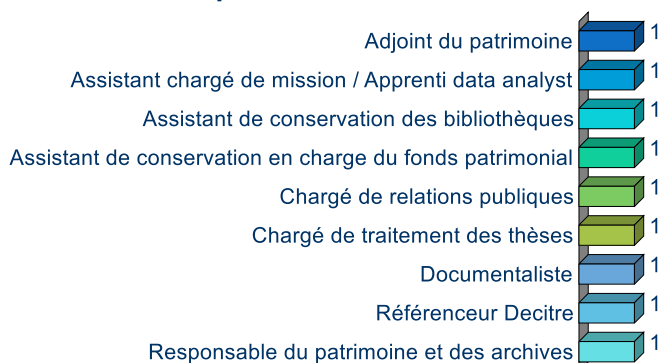 Adjoint du patrimoine 1
Assistant chargé de mission / Apprenti data analyst 1
Assistant de conservation des bibliothèques 1
Assistant de conservation en charge du fonds patrimonial 1
Chargé de relations publiques 1
Chargé de traitement des thèses 1
Documentaliste 1
Référenceur Decitre 1
Responsable du patrimoine et des archives 1